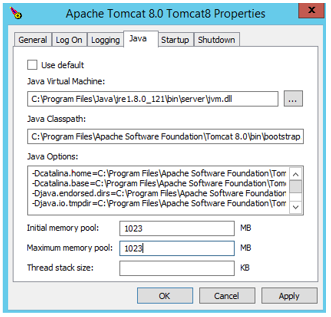 Apache Tomcat 8.0 Tomcat8 Properties
General Log On Logging Java Startup Shutdown
Use default
Java Virtual Machine:
C:\Program Files\Java\jre1.8.0_121\bin\server\jvm.dll
...
Java Classpath:
C:\Program Files\Apache Software Foundation\Tomcat 8.0\bin\bootstrap
Java Options:
-Dcatalina.home=C:\Program Files\Apache Software Foundation\Tomc
-Dcatalina.base=C:\Program Files\Apache Software Foundation\Tomc
-Djava.endorsed.dirs=C:\Program Files\Apache Software Foundation\
-Djava.io.tmpdir=C:\Program Files\Apache Software Foundation\Tomc
Initial memory pool: 1023 MB
Maximum memory pool: 1023 MB
Thread stack size: KB
OK Cancel Apply